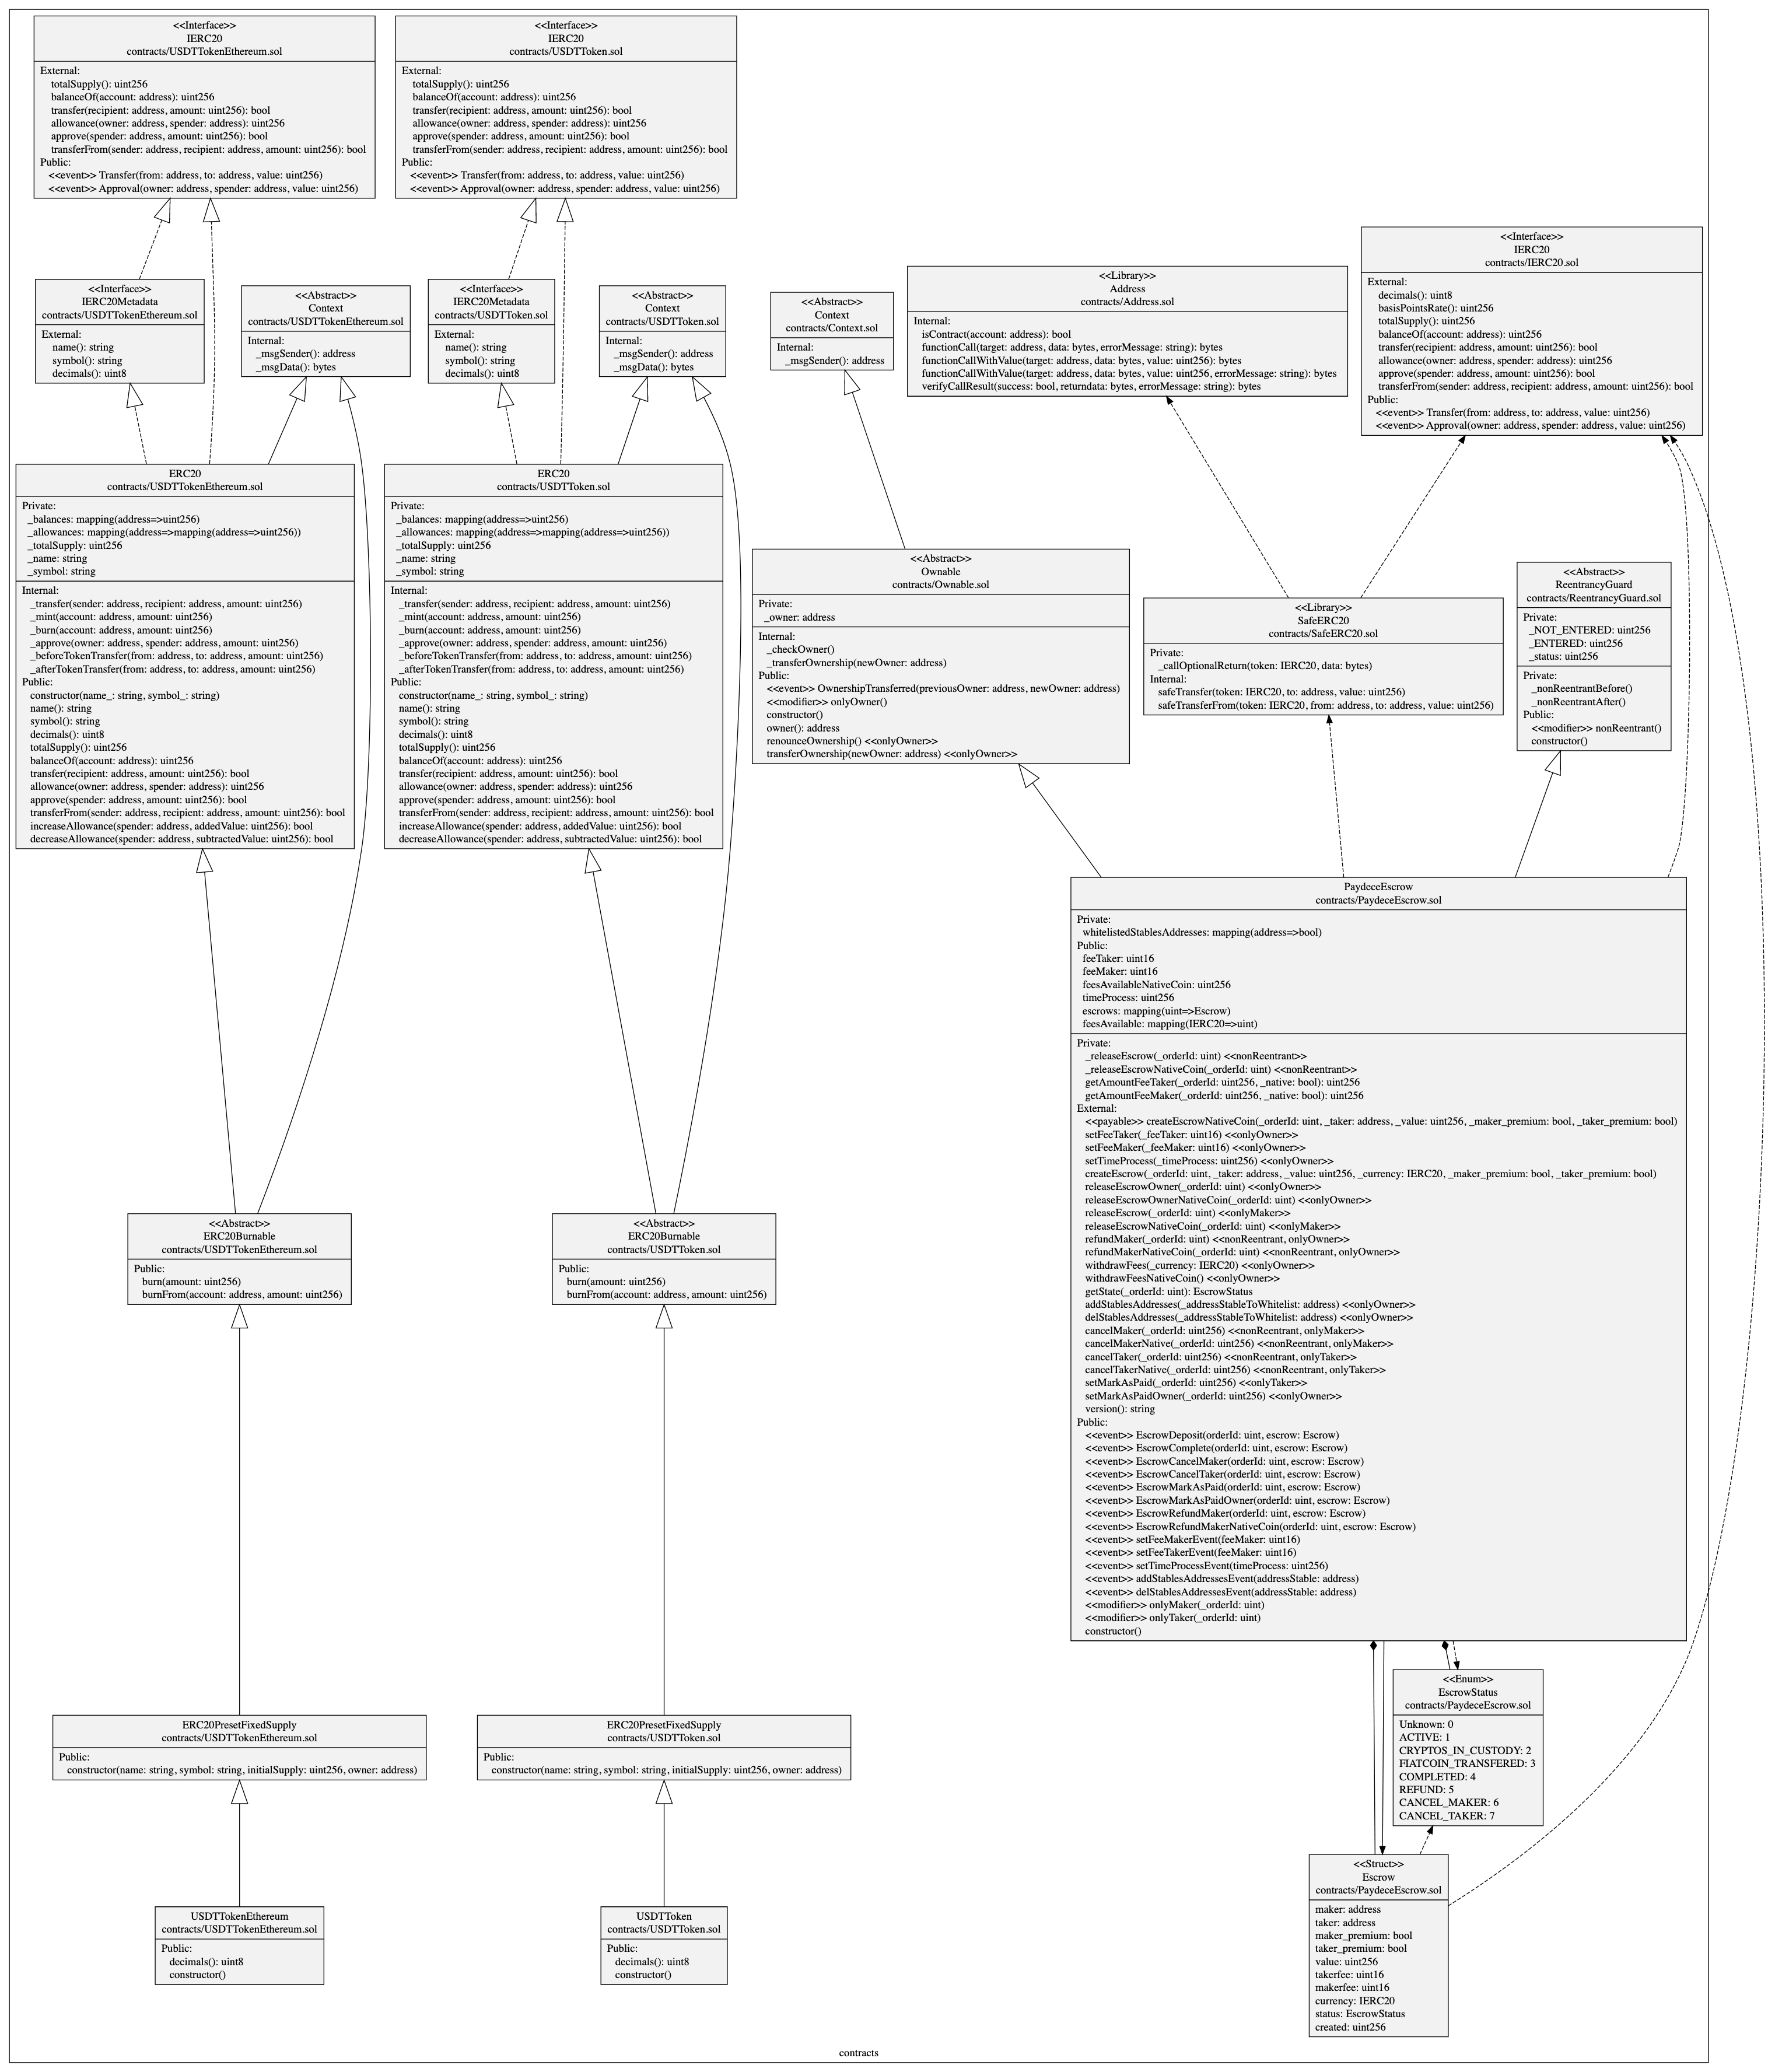 <<Interface>>
IERC20
contracts/USDTTokenEthereum.sol
External:
totalSupply(): uint256
balanceOf(account: address): uint256
transfer(recipient: address, amount: uint256): bool
allowance(owner: address, spender: address): uint256
approve(spender: address, amount: uint256): bool
transferFrom(sender: address, recipient: address, amount: uint256): bool
Public:
<<event>> Transfer(from: address, to: address, value: uint256)
<<event>> Approval(owner: address, spender: address, value: uint256)
<<Interface>>
IERC20
contracts/USDTToken.sol
External:
totalSupply(): uint256
balanceOf(account: address): uint256
transfer(recipient: address, amount: uint256): bool
allowance(owner: address, spender: address): uint256
approve(spender: address, amount: uint256): bool
transferFrom(sender: address, recipient: address, amount: uint256): bool
Public:
<<event>> Transfer(from: address, to: address, value: uint256)
<<event>> Approval(owner: address, spender: address, value: uint256)
<<Interface>>
IERC20Metadata
contracts/USDTTokenEthereum.sol
External:
name(): string
symbol(): string
decimals(): uint8
<<Abstract>>
Context
contracts/USDTTokenEthereum.sol
Internal:
_msgSender(): address
_msgData(): bytes
<<Interface>>
IERC20Metadata
contracts/USDTToken.sol
External:
name(): string
symbol(): string
decimals(): uint8
<<Abstract>>
Context
contracts/USDTToken.sol
Internal:
_msgSender(): address
_msgData(): bytes
<<Abstract>>
Context
contracts/Context.sol
Internal:
_msgSender(): address
<<Library>>
Address
contracts/Address.sol
Internal:
isContract(account: address): bool
functionCall(target: address, data: bytes, errorMessage: string): bytes
functionCallWithValue(target: address, data: bytes, value: uint256): bytes
functionCallWithValue(target: address, data: bytes, value: uint256, errorMessage: string): bytes
verifyCallResult(success: bool, returndata: bytes, errorMessage: string): bytes
<<Interface>>
IERC20
contracts/IERC20.sol
External:
decimals(): uint8
basisPointsRate(): uint256
totalSupply(): uint256
balanceOf(account: address): uint256
transfer(recipient: address, amount: uint256): bool
allowance(owner: address, spender: address): uint256
approve(spender: address, amount: uint256): bool
transferFrom(sender: address, recipient: address, amount: uint256): bool
Public:
<<event>> Transfer(from: address, to: address, value: uint256)
<<event>> Approval(owner: address, spender: address, value: uint256)
ERC20
contracts/USDTTokenEthereum.sol
Private:
_balances: mapping(address=>uint256)
_allowances: mapping(address=>mapping(address=>uint256))
_totalSupply: uint256
_name: string
_symbol: string
Internal:
_transfer(sender: address, recipient: address, amount: uint256)
_mint(account: address, amount: uint256)
_burn(account: address, amount: uint256)
_approve(owner: address, spender: address, amount: uint256)
_beforeTokenTransfer(from: address, to: address, amount: uint256)
_afterTokenTransfer(from: address, to: address, amount: uint256)
Public:
constructor(name_: string, symbol_: string)
name(): string
symbol(): string
decimals(): uint8
totalSupply(): uint256
balanceOf(account: address): uint256
transfer(recipient: address, amount: uint256): bool
allowance(owner: address, spender: address): uint256
approve(spender: address, amount: uint256): bool
transferFrom(sender: address, recipient: address, amount: uint256): bool
increaseAllowance(spender: address, addedValue: uint256): bool
decreaseAllowance(spender: address, subtractedValue: uint256): bool
ERC20
contracts/USDTToken.sol
Private:
_balances: mapping(address=>uint256)
_allowances: mapping(address=>mapping(address=>uint256))
_totalSupply: uint256
_name: string
_symbol: string
Internal:
_transfer(sender: address, recipient: address, amount: uint256)
_mint(account: address, amount: uint256)
_burn(account: address, amount: uint256)
_approve(owner: address, spender: address, amount: uint256)
_beforeTokenTransfer(from: address, to: address, amount: uint256)
_afterTokenTransfer(from: address, to: address, amount: uint256)
Public:
constructor(name_: string, symbol_: string)
name(): string
symbol(): string
decimals(): uint8
totalSupply(): uint256
balanceOf(account: address): uint256
transfer(recipient: address, amount: uint256): bool
allowance(owner: address, spender: address): uint256
approve(spender: address, amount: uint256): bool
transferFrom(sender: address, recipient: address, amount: uint256): bool
increaseAllowance(spender: address, addedValue: uint256): bool
decreaseAllowance(spender: address, subtractedValue: uint256): bool
<<Abstract>>
Ownable
contracts/Ownable.sol
Private:
_owner: address
Internal:
_checkOwner()
_transferOwnership(newOwner: address)
Public:
<<event>> OwnershipTransferred(previousOwner: address, newOwner: address)
<<modifier>> onlyOwner()
constructor()
owner(): address
renounceOwnership() <<onlyOwner>>
transferOwnership(newOwner: address) <<onlyOwner>>
<<Library>>
SafeERC20
contracts/SafeERC20.sol
Private:
_callOptionalReturn(token: IERC20, data: bytes)
Internal:
safeTransfer(token: IERC20, to: address, value: uint256)
safeTransferFrom(token: IERC20, from: address, to: address, value: uint256)
<<Abstract>>
ReentrancyGuard
contracts/ReentrancyGuard.sol
Private:
_NOT_ENTERED: uint256
_ENTERED: uint256
_status: uint256
Private:
_nonReentrantBefore()
_nonReentrantAfter()
Public:
<<modifier>> nonReentrant()
constructor()
PaydeceEscrow
contracts/PaydeceEscrow.sol
Private:
whitelistedStablesAddresses: mapping(address=>bool)
Public:
feeTaker: uint16
feeMaker: uint16
feesAvailableNativeCoin: uint256
timeProcess: uint256
escrows: mapping(uint=>Escrow)
feesAvailable: mapping(IERC20=>uint)
Private:
_releaseEscrow(_orderId: uint) <<nonReentrant>>
_releaseEscrowNativeCoin(_orderId: uint) <<nonReentrant>>
getAmountFeeTaker(_orderId: uint256, _native: bool): uint256
getAmountFeeMaker(_orderId: uint256, _native: bool): uint256
External:
<<payable>> createEscrowNativeCoin(_orderId: uint, _taker: address, _value: uint256, _maker_premium: bool, _taker_premium: bool)
setFeeTaker(_feeTaker: uint16) <<onlyOwner>>
setFeeMaker(_feeMaker: uint16) <<onlyOwner>>
setTimeProcess(_timeProcess: uint256) <<onlyOwner>>
createEscrow(_orderId: uint, _taker: address, _value: uint256, _currency: IERC20, _maker_premium: bool, _taker_premium: bool)
releaseEscrowOwner(_orderId: uint) <<onlyOwner>>
releaseEscrowOwnerNativeCoin(_orderId: uint) <<onlyOwner>>
releaseEscrow(_orderId: uint) <<onlyMaker>>
releaseEscrowNativeCoin(_orderId: uint) <<onlyMaker>>
refundMaker(_orderId: uint) <<nonReentrant, onlyOwner>>
refundMakerNativeCoin(_orderId: uint) <<nonReentrant, onlyOwner>>
withdrawFees(_currency: IERC20) <<onlyOwner>>
withdrawFeesNativeCoin() <<onlyOwner>>
getState(_orderId: uint): EscrowStatus
addStablesAddresses(_addressStableToWhitelist: address) <<onlyOwner>>
delStablesAddresses(_addressStableToWhitelist: address) <<onlyOwner>>
cancelMaker(_orderId: uint256) <<nonReentrant, onlyMaker>>
cancelMakerNative(_orderId: uint256) <<nonReentrant, onlyMaker>>
cancelTaker(_orderId: uint256) <<nonReentrant, onlyTaker>>
cancelTakerNative(_orderId: uint256) <<nonReentrant, onlyTaker>>
setMarkAsPaid(_orderId: uint256) <<onlyTaker>>
setMarkAsPaidOwner(_orderId: uint256) <<onlyOwner>>
version(): string
Public:
<<event>> EscrowDeposit(orderId: uint, escrow: Escrow)
<<event>> EscrowComplete(orderId: uint, escrow: Escrow)
<<event>> EscrowCancelMaker(orderId: uint, escrow: Escrow)
<<event>> EscrowCancelTaker(orderId: uint, escrow: Escrow)
<<event>> EscrowMarkAsPaid(orderId: uint, escrow: Escrow)
<<event>> EscrowMarkAsPaidOwner(orderId: uint, escrow: Escrow)
<<event>> EscrowRefundMaker(orderId: uint, escrow: Escrow)
<<event>> EscrowRefundMakerNativeCoin(orderId: uint, escrow: Escrow)
<<event>> setFeeMakerEvent(feeMaker: uint16)
<<event>> setFeeTakerEvent(feeMaker: uint16)
<<event>> setTimeProcessEvent(timeProcess: uint256)
<<event>> addStablesAddressesEvent(addressStable: address)
<<event>> delStablesAddressesEvent(addressStable: address)
<<modifier>> onlyMaker(_orderId: uint)
<<modifier>> onlyTaker(_orderId: uint)
constructor()
<<Abstract>>
ERC20Burnable
contracts/USDTTokenEthereum.sol
Public:
burn(amount: uint256)
burnFrom(account: address, amount: uint256)
<<Abstract>>
ERC20Burnable
contracts/USDTToken.sol
Public:
burn(amount: uint256)
burnFrom(account: address, amount: uint256)
<<Enum>>
EscrowStatus
contracts/PaydeceEscrow.sol
Unknown: 0
ACTIVE: 1
CRYPTOS_IN_CUSTODY: 2
FIATCOIN_TRANSFERED: 3
COMPLETED: 4
REFUND: 5
CANCEL_MAKER: 6
CANCEL_TAKER: 7
ERC20PresetFixedSupply
contracts/USDTTokenEthereum.sol
Public:
constructor(name: string, symbol: string, initialSupply: uint256, owner: address)
ERC20PresetFixedSupply
contracts/USDTToken.sol
Public:
constructor(name: string, symbol: string, initialSupply: uint256, owner: address)
<<Struct>>
Escrow
contracts/PaydeceEscrow.sol
maker: address
taker: address
maker_premium: bool
taker_premium: bool
value: uint256
takerfee: uint16
makerfee: uint16
currency: IERC20
status: EscrowStatus
created: uint256
USDTTokenEthereum
contracts/USDTTokenEthereum.sol
Public:
decimals(): uint8
constructor()
USDTToken
contracts/USDTToken.sol
Public:
decimals(): uint8
constructor()
contracts